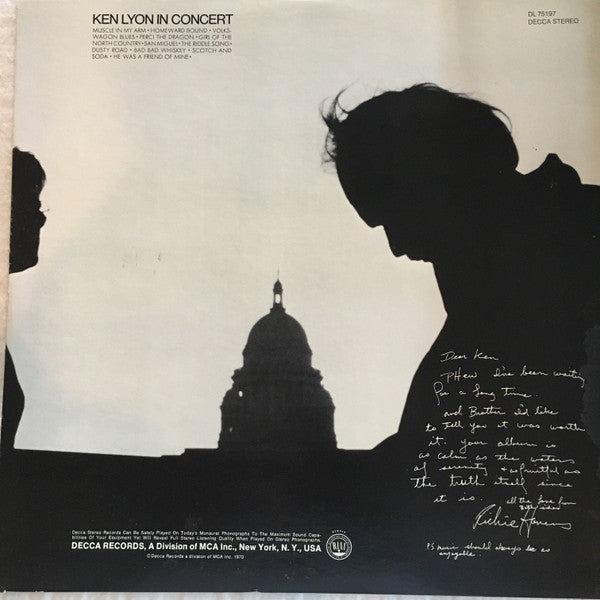 KEN LYON IN CONCERT
MUSCLE IN MY ARM • HOMEWARD BOUND • VOLKS-
WAGON BLUES • PERCI THE DRAGON • GIRL OF THE
NORTH COUNTRY • SAN MIGUEL • THE RIDDLE SONG •
DUSTY ROAD • BAD BAD WHISKEY • SCOTCH AND
SODA • HE WAS A FRIEND OF MINE •
DL 75197
DECCA STEREO
Dear Ken
PHew I've been waiting
for a long time.
and Brother I'd like
to tell you it was worth
it. your album is
as calm as the waters
of serenity + as fruitful as
the truth itself since
it is.
all the love from
Both sides
Richie Havens
P.S. music should always be as
enjoyable.
Decca Stereo Records Can Be Safely Played On Today's Monaural Phonographs To The Maximum Sound Capa-
bilities Of Your Equipment Yet Will Reveal Full Stereo Listening Quality When Played On Stereo Phonographs.
DECCA RECORDS, A Division of MCA Inc., New York, N. Y., USA
© Decca Records a division of MCA Inc. 1970